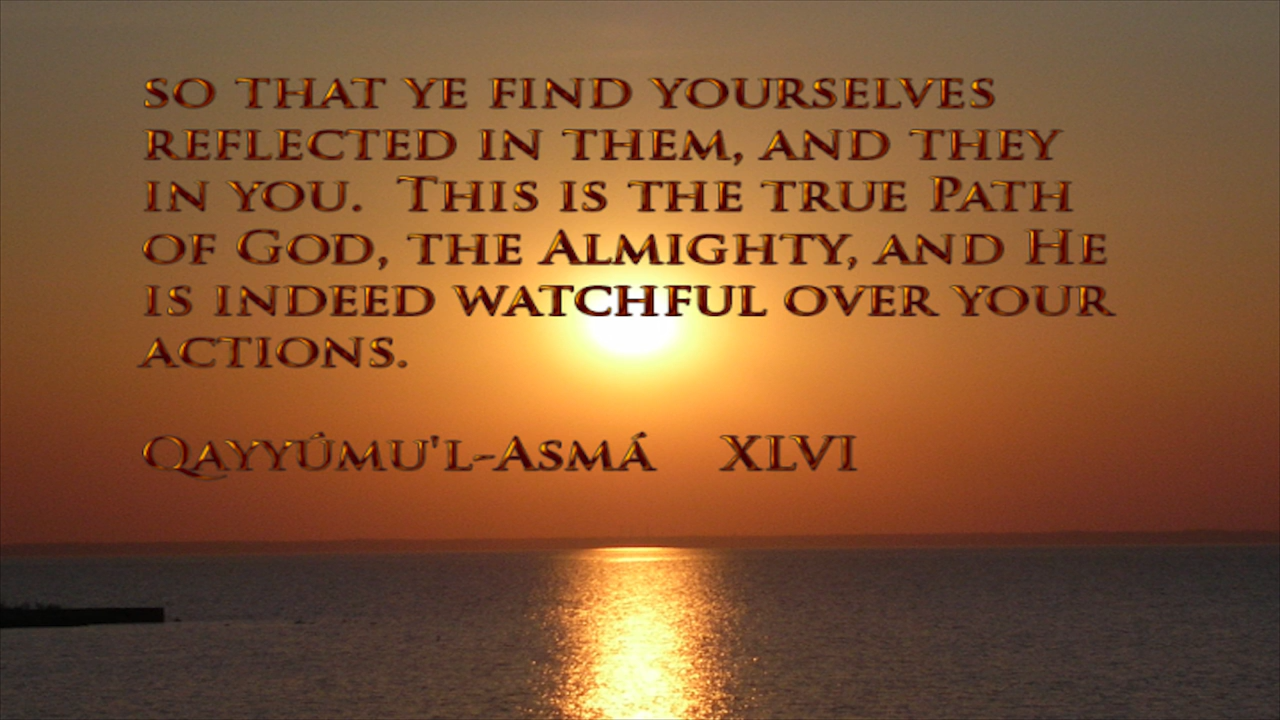 so that ye find yourselves
reflected in them, and they
in you. This is the true Path
of God, the Almighty, and He
is indeed watchful over your
actions.
Qayyúmu'l-Asmá XLVI